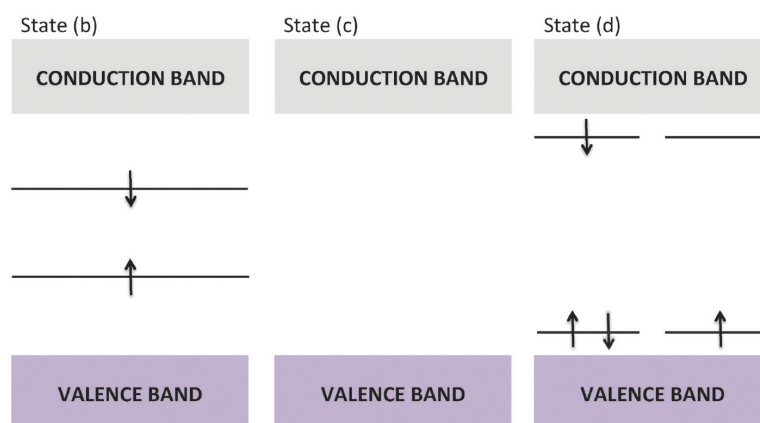 State (b)
State (c)
State (d)
CONDUCTION BAND
CONDUCTION BAND
CONDUCTION BAND
VALENCE BAND
VALENCE BAND
VALENCE BAND